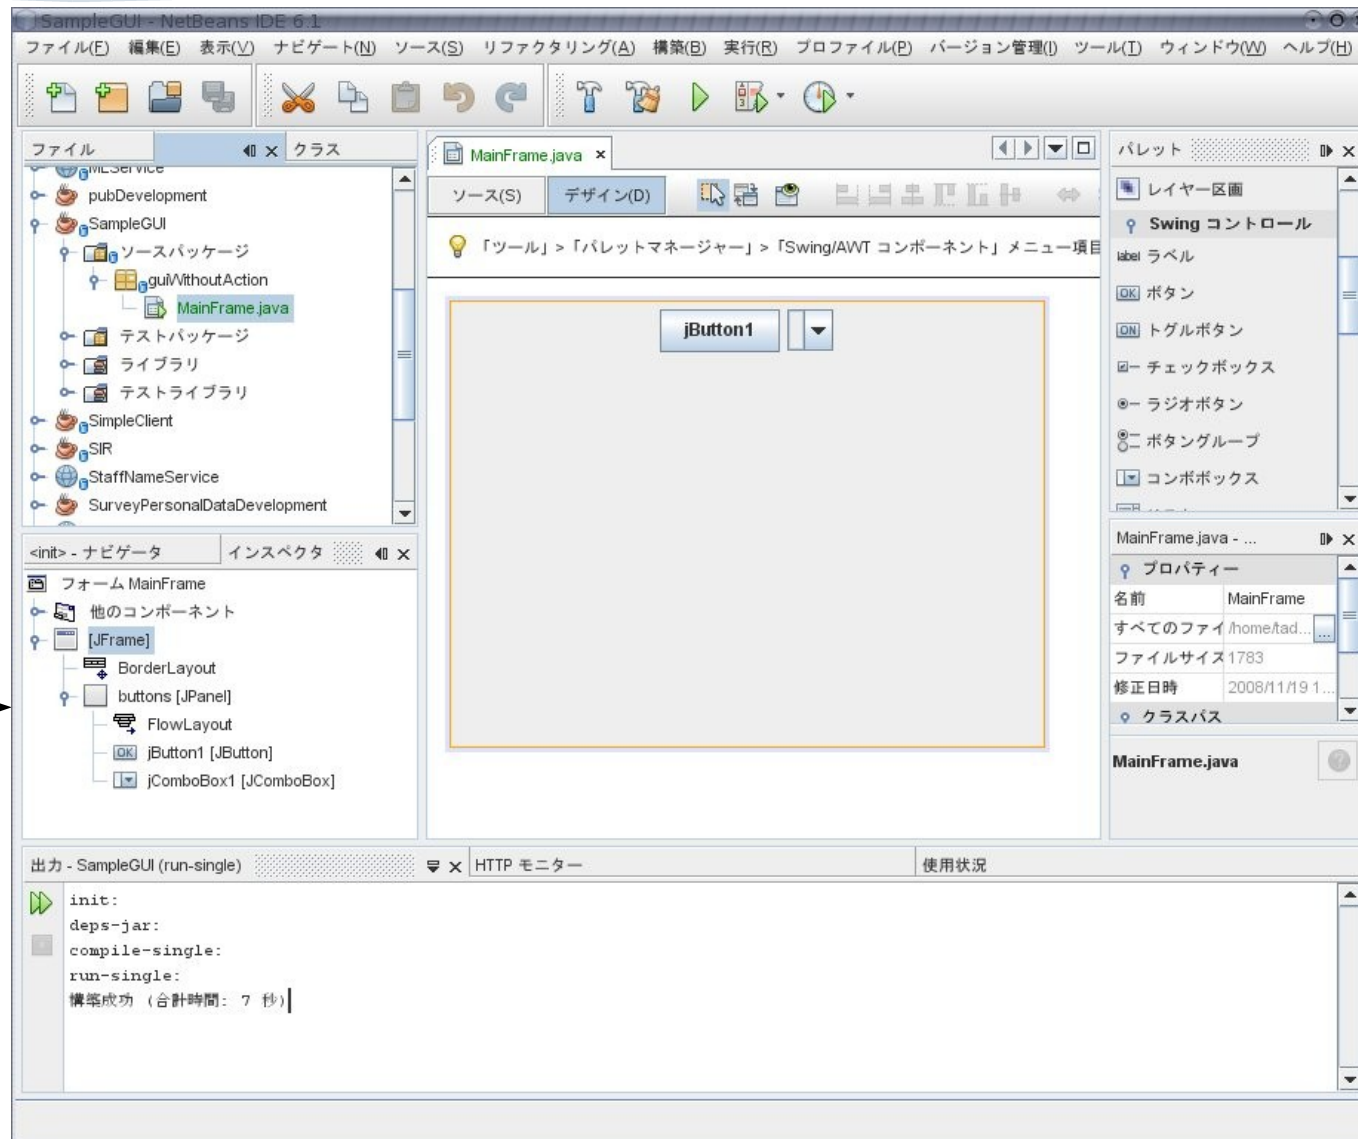 SampleGUI - NetBeans IDE 6.1
ファイル(F) 編集(E) 表示(V) ナビゲート(N) ソース(S) リファクタリング(A) 構築(B) 実行(R) プロファイル(P) バージョン管理(I) ツール(T) ウィンドウ(W) ヘルプ(H)
ファイル
クラス
MLService
pubDevelopment
SampleGUI
ソースパッケージ
guiWithoutAction
MainFrame.java
テストパッケージ
ライブラリ
テストライブラリ
SimpleClient
SIR
StaffNameService
SurveyPersonalDataDevelopment
<init> - ナビゲータ
インスペクタ
フォーム MainFrame
他のコンポーネント
[JFrame]
BorderLayout
buttons [JPanel]
FlowLayout
OK jButton1 [JButton]
jComboBox1 [JComboBox]
MainFrame.java
ソース(S) デザイン(D)
「ツール」>「パレットマネージャー」>「Swing/AWT コンポーネント」メニュー項目
jButton1
パレット
レイヤー区画
Swing コントロール
label ラベル
OK ボタン
ON トグルボタン
チェックボックス
ラジオボタン
ボタングループ
コンボボックス
MainFrame.java - ...
プロパティー
名前 MainFrame
すべてのファイ /home/tad... ...
ファイルサイズ 1783
修正日時 2008/11/19 1...
クラスパス
MainFrame.java
出力 - SampleGUI (run-single)
HTTP モニター
使用状況
init:
deps-jar:
compile-single:
run-single:
構築成功 (合計時間: 7 秒)